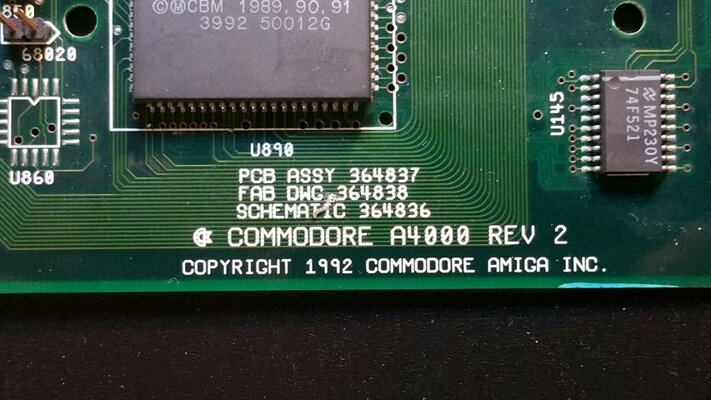 ©ⓂCBM 1989,90,91
3992 50012G
850
68020
U860
U890
U145
MP230Y
74F521
PCB ASSY 364837
FAB DWG 364838
SCHEMATIC 364836
COMMODORE A4000 REV 2
COPYRIGHT 1992 COMMODORE AMIGA INC.